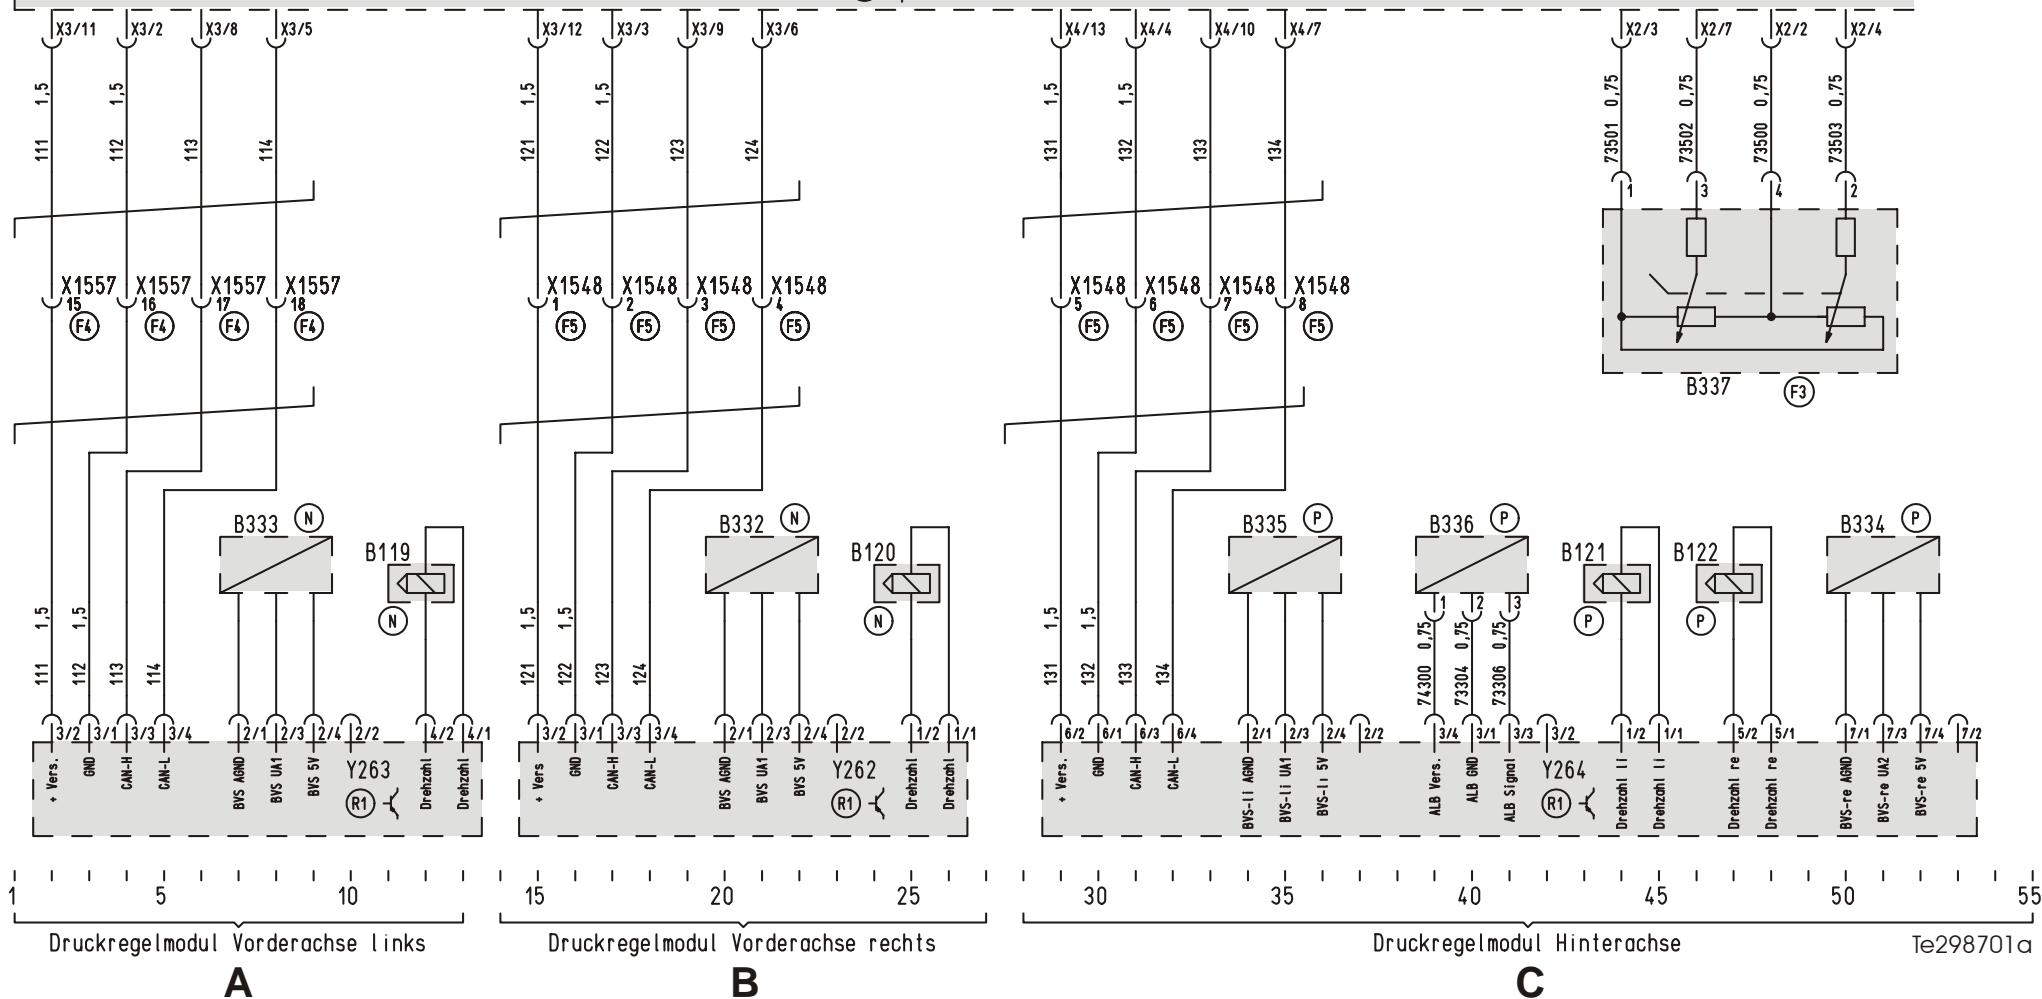 X3/11 X3/2 X3/8 X3/5 X3/12 X3/3 X3/9 X3/6 X4/13 X4/4 X4/10 X4/7 X2/3 X2/7 X2/2 X2/4
1,5 1,5 1,5 1,5 1,5 1,5 0,75 0,75 0,75 0,75
111 112 113 114 121 122 123 124 131 132 133 134 73501 73502 73500 73503
1 3 4 2
X1557 X1557 X1557 X1557 X1548 X1548 X1548 X1548 X1548 X1548 X1548 X1548
15 16 17 18 1 2 3 4 5 6 7 8
F4 F4 F4 F4 F5 F5 F5 F5 F5 F5 F5 F5
B337 F3
B333 N B332 N B335 P B336 P B334 P
B119 B120 B121 B122
N N P P
1 2 3
1,5 1,5 1,5 1,5 1,5 1,5 0,75 0,75 0,75
111 112 113 114 121 122 123 124 131 132 133 134 74300 73304 73306
3/2 3/1 3/3 3/4 2/1 2/3 2/4 2/2 4/2 4/1 3/2 3/1 3/3 3/4 2/1 2/3 2/4 2/2 1/2 1/1 6/2 6/1 6/3 6/4 2/1 2/3 2/4 2/2 3/4 3/1 3/3 3/2 1/2 1/1 5/2 5/1 7/1 7/3 7/4 7/2
+ Vers. GND CAN-H CAN-L BVS AGND BVS UA1 BVS 5V Y263 R1 Drehzahl Drehzahl
+ Vers GND CAN-H CAN-L BVS AGND BVS UA1 BVS 5V Y262 R1 Drehzahl Drehzahl
+ Vers. GND CAN-H CAN-L BVS-li AGND BVS-li UA1 BVS-li 5V ALB Vers. ALB GND ALB Signal Y264 R1 Drehzahl li Drehzahl li Drehzahl re Drehzahl re BVS-re AGND BVS-re UA2 BVS-re 5V
1 5 10 15 20 25 30 35 40 45 50 55
Druckregelmodul Vorderachse links Druckregelmodul Vorderachse rechts Druckregelmodul Hinterachse Te298701a
A B C